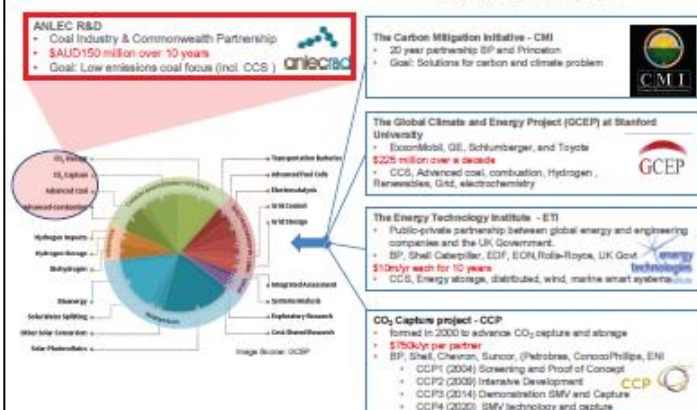 ANLEC R&D
• Coal Industry & Commonwealth Partnership
• $AUD150 million over 10 years
• Goal: Low emissions coal focus (incl. CCS )
anlecr&d
The Carbon Mitigation Initiative - CMI
• 20 year partnership BP and Princeton
• Goal: Solutions for carbon and climate problem
CMI
The Global Climate and Energy Project (GCEP) at Stanford
University
• ExxonMobil, GE, Schlumberger, and Toyota
$225 million over a decade
• CCS, Advanced coal, combustion, Hydrogen ,
Renewables, Grid, electrochemistry
GCEP
The Energy Technology Institute - ETI
• Public-private partnership between global energy and engineering
companies and the UK Government.
• BP, Shell Caterpillar, EDF, EON,Rolls-Royce, UK Govt
$10m/yr each for 10 years
• CCS, Energy storage, distributed, wind, marine smart systems
energy
technologies
CO₂ Capture project - CCP
• formed in 2000 to advance CO₂ capture and storage
• $750k/yr per partner
• BP, Shell, Chevron, Suncor, (Petrobras, ConocoPhillips, ENI
• CCP1 (2004) Screening and Proof of Concept
• CCP2 (2009) Intensive Development
• CCP3 (2014) Demonstration SMV and Capture
• CCP4 (2020) SMV technology and capture
CCP
CO₂ Storage
CO₂ Capture
Advanced Coal
Advanced Combustion
Hydrogen Impacts
Hydrogen Storage
Biohydrogen
Bioenergy
Solar Water Splitting
Other Solar Conversion
Solar Photovoltaics
Transportation Batteries
Advanced Fuel Cells
Electrocatalysis
Grid Control
Grid Storage
Integrated Assessment
Systems Analysis
Exploratory Research
Cost Shared Research
Image Source: GCEP